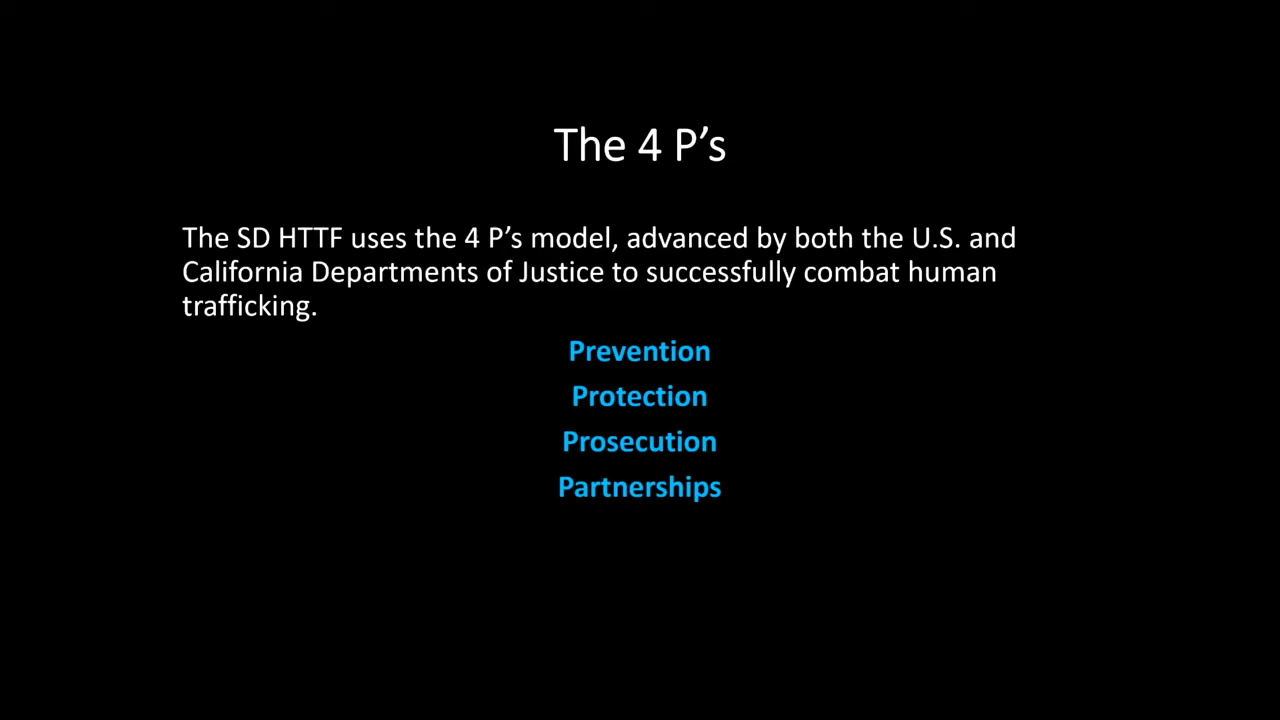 The 4 P’s
The SD HTTF uses the 4 P’s model, advanced by both the U.S. and
California Departments of Justice to successfully combat human
trafficking.
Prevention
Protection
Prosecution
Partnerships